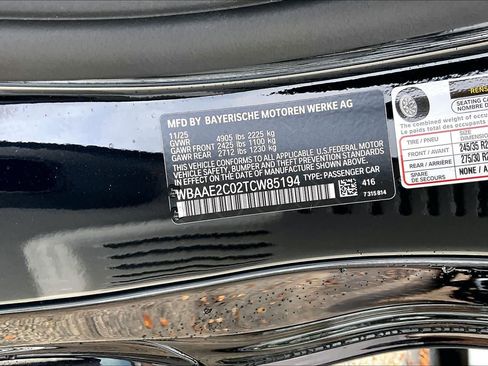 MFD BY BAYERISCHE MOTOREN WERKE AG
11/25
GVWR 4905 lbs 2225 kg
GAWR FRONT 2425 lbs 1100 kg
GAWR REAR 2712 lbs 1230 kg
THIS VEHICLE CONFORMS TO ALL APPLICABLE U.S. FEDERAL MOTOR
VEHICLE SAFETY, BUMPER AND THEFT PREVENTION STANDARDS
IN EFFECT ON THE DATE OF MANUFACTURE SHOWN ABOVE.
WBAAE2C02TCW85194 TYPE: PASSENGER CAR
416
7 315 814
RENS
SEATING CA
NOMBRE DE
The combined weight of occu
Le poids total des occu
TIRE / PNEU
FRONT / AVANT 245/35 R2
REAR / ARRIÈRE 275/30 R
SPARE DE SECOURS NONE / A